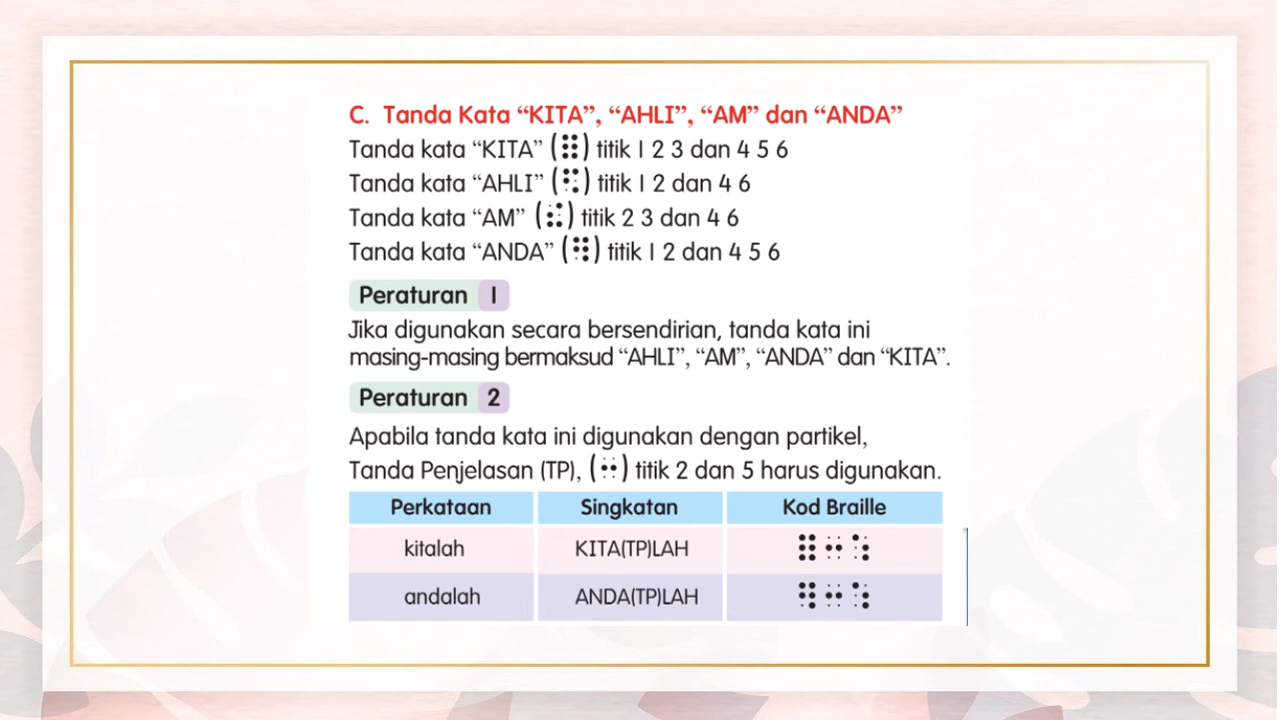 C. Tanda Kata “KITA”, “AHLI”, “AM” dan “ANDA”
Tanda kata “KITA” (⠿) titik 1 2 3 dan 4 5 6
Tanda kata “AHLI” (⠫) titik 1 2 dan 4 6
Tanda kata “AM” (⠮) titik 2 3 dan 4 6
Tanda kata “ANDA” (⠻) titik 1 2 dan 4 5 6
Peraturan 1
Jika digunakan secara bersendirian, tanda kata ini
masing-masing bermaksud “AHLI”, “AM”, “ANDA” dan “KITA”.
Peraturan 2
Apabila tanda kata ini digunakan dengan partikel,
Tanda Penjelasan (TP), (⠒) titik 2 dan 5 harus digunakan.
Perkataan Singkatan Kod Braille
kitalah KITA(TP)LAH ⠿⠒⠱
andalah ANDA(TP)LAH ⠻⠒⠱